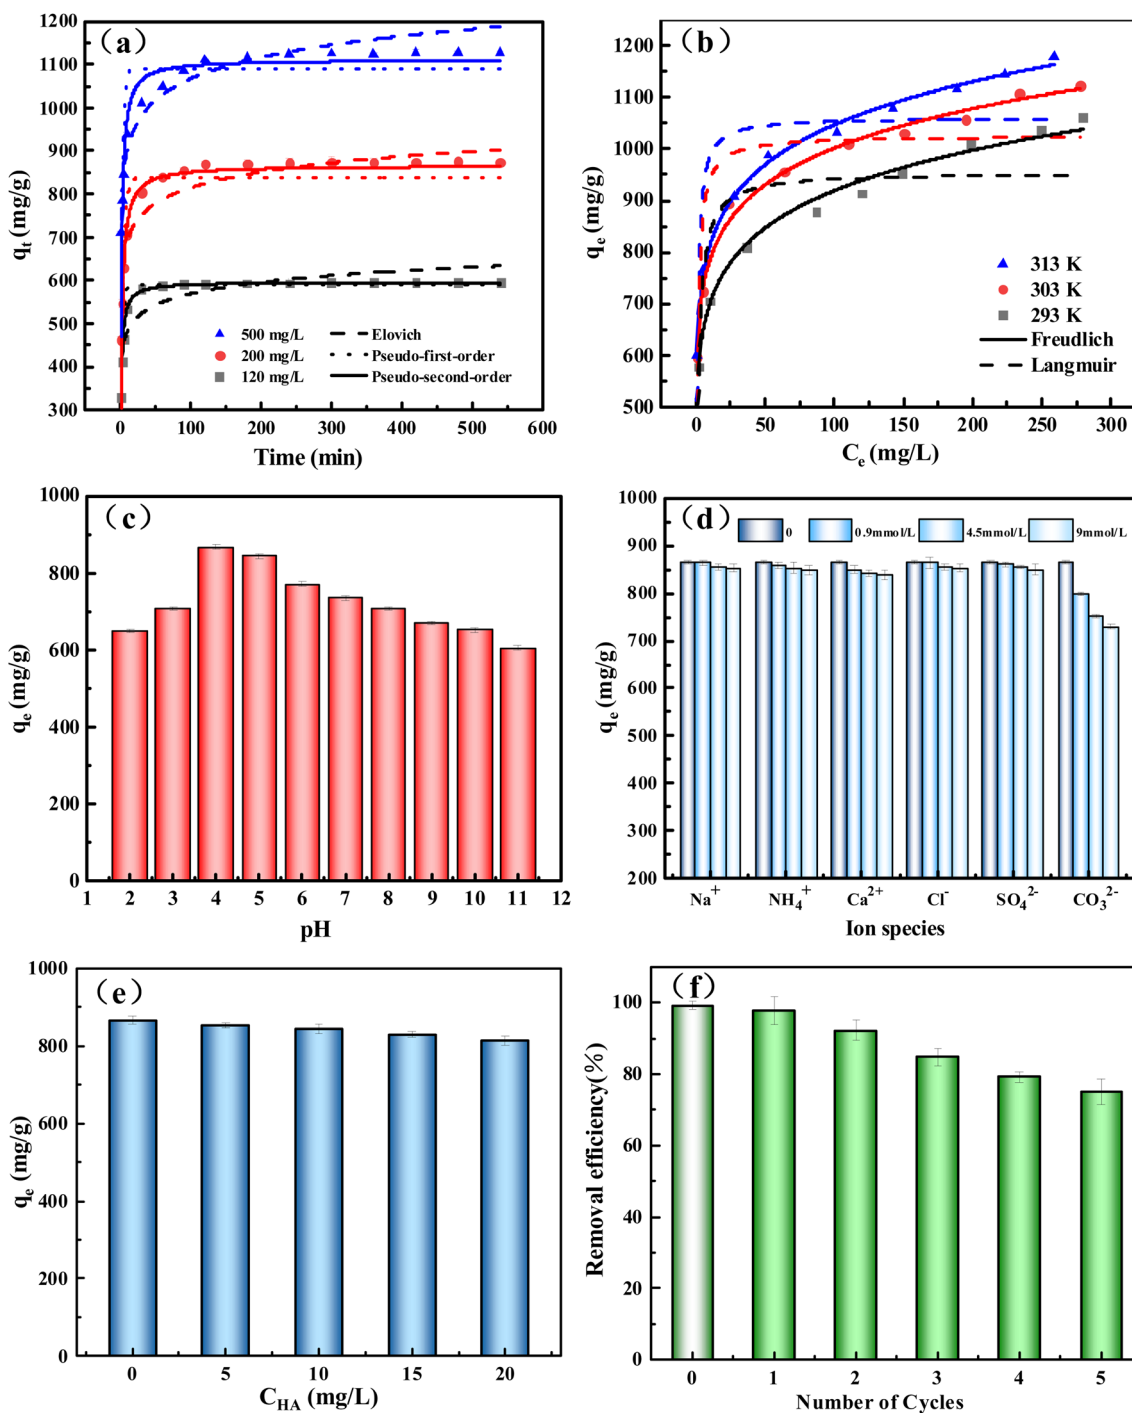 (a)
1200
1100
1000
900
800
700
600
500
400
300
qt (mg/g)
500 mg/L
200 mg/L
120 mg/L
Elovich
Pseudo-first-order
Pseudo-second-order
0 100 200 300 400 500 600
Time (min)
(b)
1200
1100
1000
900
800
700
600
500
qe (mg/g)
313 K
303 K
293 K
Freudlich
Langmuir
0 50 100 150 200 250 300
Ce (mg/L)
(c)
1000
800
600
400
200
0
qe (mg/g)
1 2 3 4 5 6 7 8 9 10 11 12
pH
(d)
0 0.9mmol/L 4.5mmol/L 9mmol/L
1000
900
800
700
600
500
400
300
200
qe (mg/g)
Na+ NH4+ Ca2+ Cl- SO42- CO32-
Ion species
(e)
1000
800
600
400
200
0
qe (mg/g)
0 5 10 15 20
CHA (mg/L)
(f)
100
80
60
40
20
0
Removal efficiency(%)
0 1 2 3 4 5
Number of Cycles